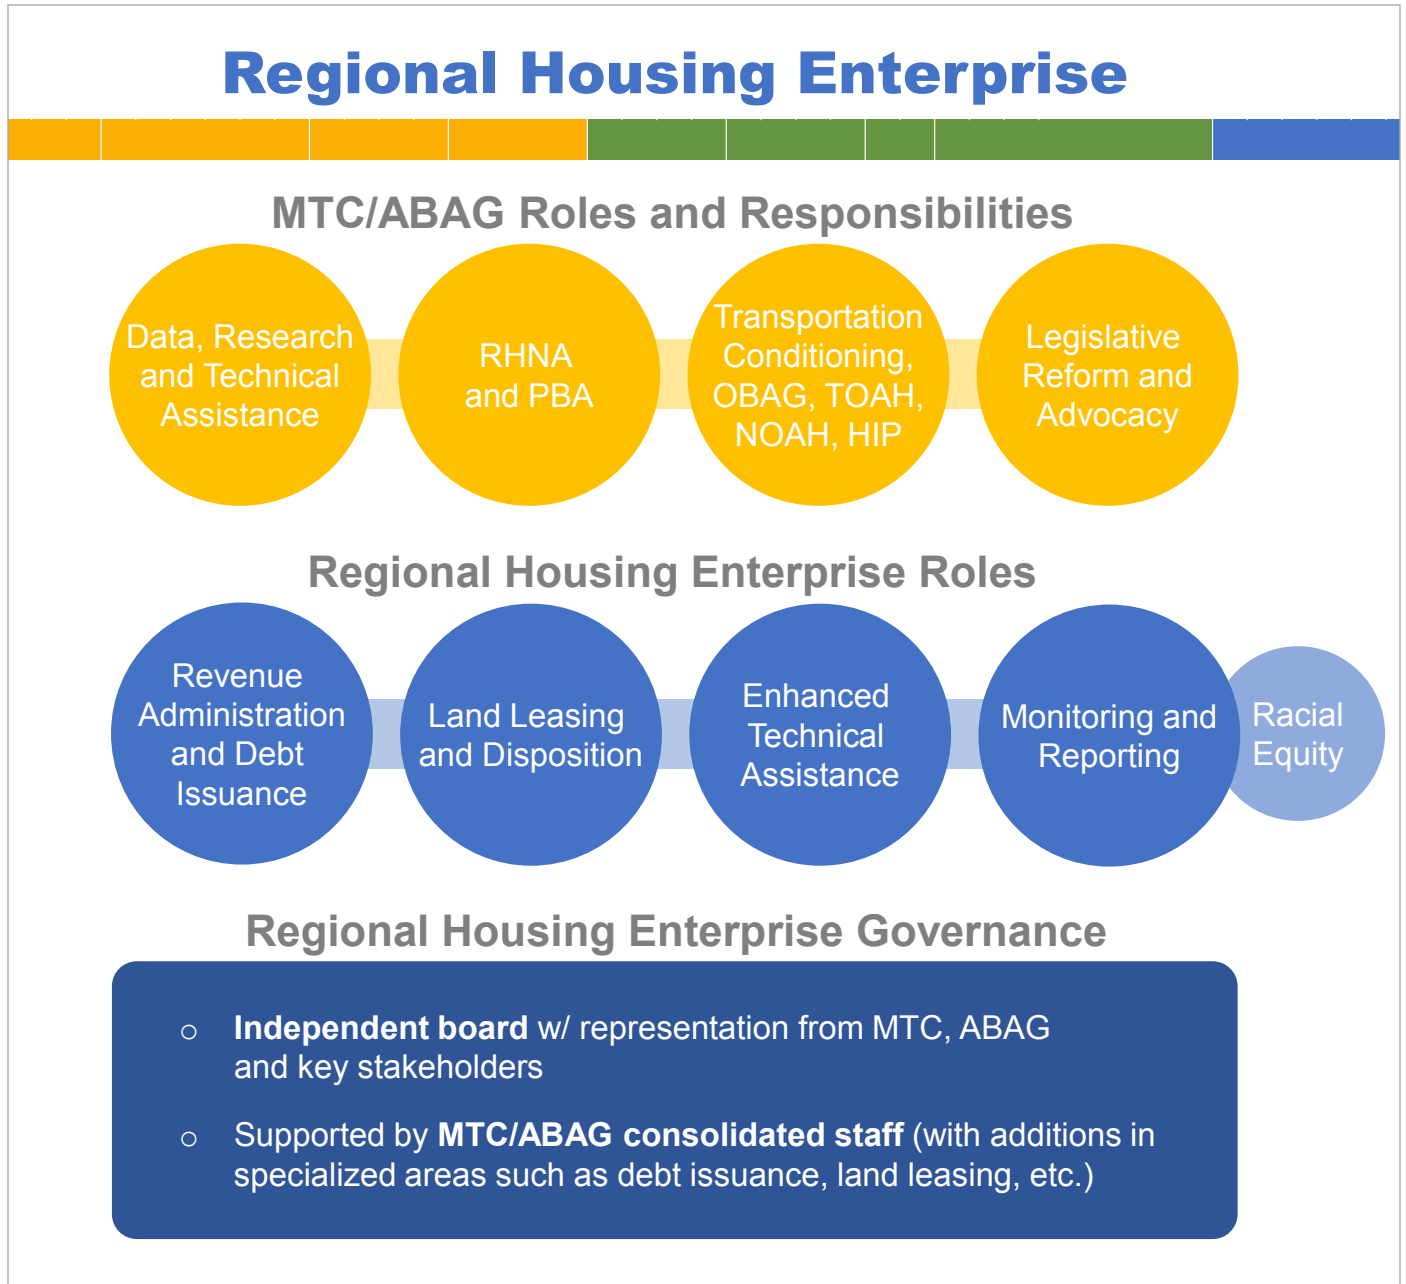 Regional Housing Enterprise
MTC/ABAG Roles and Responsibilities
Data, Research
and Technical
Assistance
RHNA
and PBA
Transportation
Conditioning,
OBAG, TOAH,
NOAH, HIP
Legislative
Reform and
Advocacy
Regional Housing Enterprise Roles
Revenue
Administration
and Debt
Issuance
Land Leasing
and Disposition
Enhanced
Technical
Assistance
Monitoring and
Reporting
Racial
Equity
Regional Housing Enterprise Governance
o Independent board w/ representation from MTC, ABAG
and key stakeholders
o Supported by MTC/ABAG consolidated staff (with additions in
specialized areas such as debt issuance, land leasing, etc.)